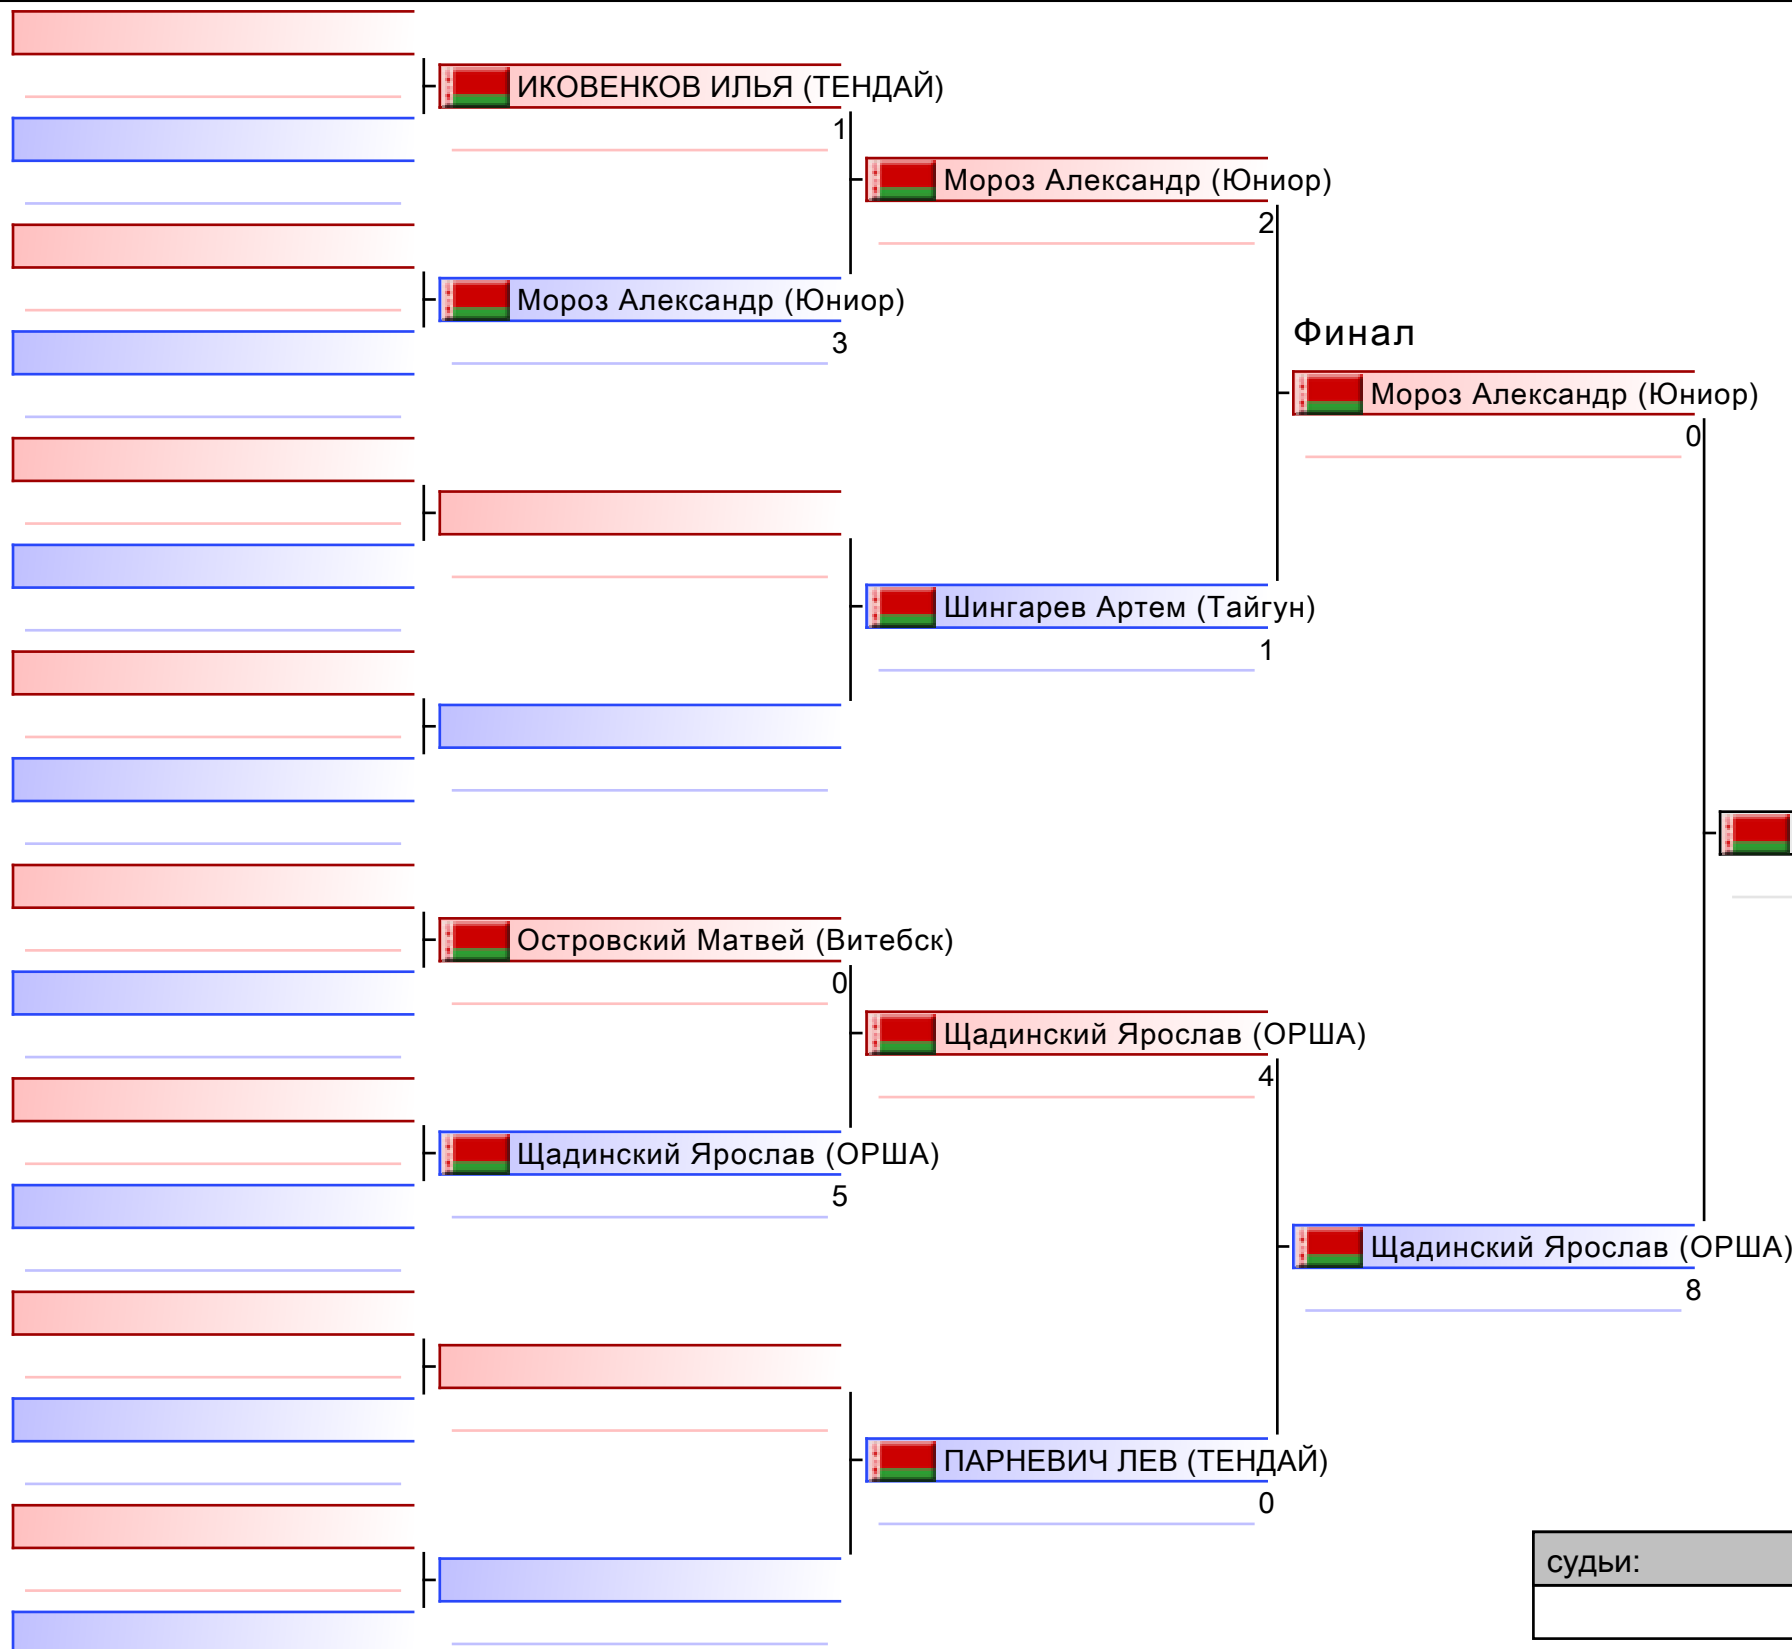 ИКОВЕНКОВ ИЛЬЯ (ТЕНДАЙ)
1
Мороз Александр (Юниор)
2
Мороз Александр (Юниор)
3
Финал
Мороз Александр (Юниор)
0
Шингарев Артем (Тайгун)
1
Островский Матвей (Витебск)
0
Щадинский Ярослав (ОРША)
4
Щадинский Ярослав (ОРША)
5
Щадинский Ярослав (ОРША)
8
ПАРНЕВИЧ ЛЕВ (ТЕНДАЙ)
0
судьи: